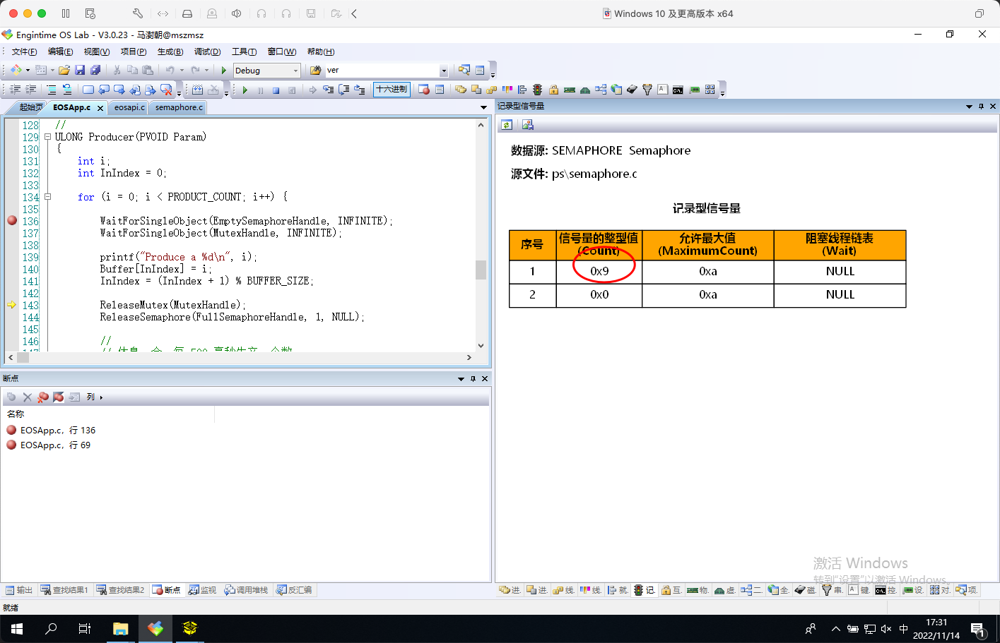 Windows 10 及更高版本 x64
Engintime OS Lab - V3.0.23 - 马澍朝@mszmsz
文件(F) 编辑(E) 视图(V) 项目(P) 生成(B) 调试(D) 工具(T) 窗口(W) 帮助(H)
Debug ver
十六进制
起始页 EOSApp.c eosapi.c semaphore.c
128 //
129 ULONG Producer(PVOID Param)
130 {
131 int i;
132 int InIndex = 0;
133
134 for (i = 0; i < PRODUCT_COUNT; i++) {
135
136 WaitForSingleObject(EmptySemaphoreHandle, INFINITE);
137 WaitForSingleObject(MutexHandle, INFINITE);
138
139 printf("Produce a %d\n", i);
140 Buffer[InIndex] = i;
141 InIndex = (InIndex + 1) % BUFFER_SIZE;
142
143 ReleaseMutex(MutexHandle);
144 ReleaseSemaphore(FullSemaphoreHandle, 1, NULL);
145
146 //
断点
列
名称
EOSApp.c, 行 136
EOSApp.c, 行 69
输出 查找结果1 查找结果2 断点 监视 调用堆栈 反汇编
记录型信号量
数据源: SEMAPHORE Semaphore
源文件: ps\semaphore.c
记录型信号量
序号 信号量的整型值 (Count) 允许最大值 (MaximumCount) 阻塞线程链表 (Wait)
1 0x9 0xa NULL
2 0x0 0xa NULL
激活 Windows
转到"设置"以激活 Windows。
进. 进. 线. 线. 就. 记. 互. 物. 虚. 二. 全. 磁. 串. 键. 控. 设. 对. 项.
就绪
中
17:31
2022/11/14
1